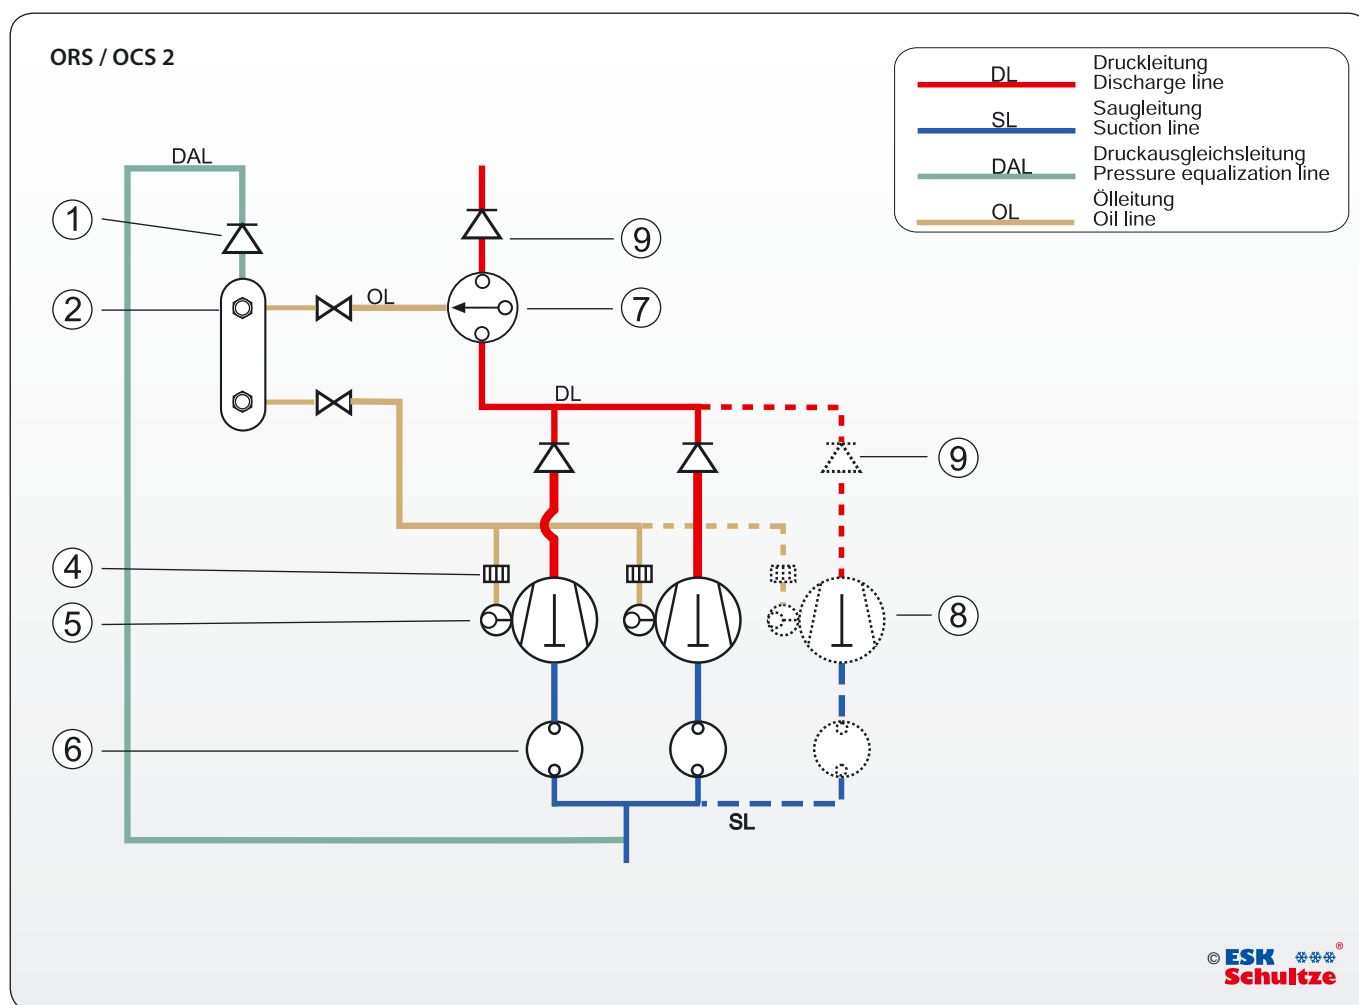 ORS / OCS 2
DL
Druckleitung
Discharge line
SL
Saugleitung
Suction line
DAL
Druckausgleichsleitung
Pressure equalization line
OL
Ölleitung
Oil line
DAL
1
9
2
OL
7
DL
9
4
5
8
6
SL
© ESK ®
Schultze